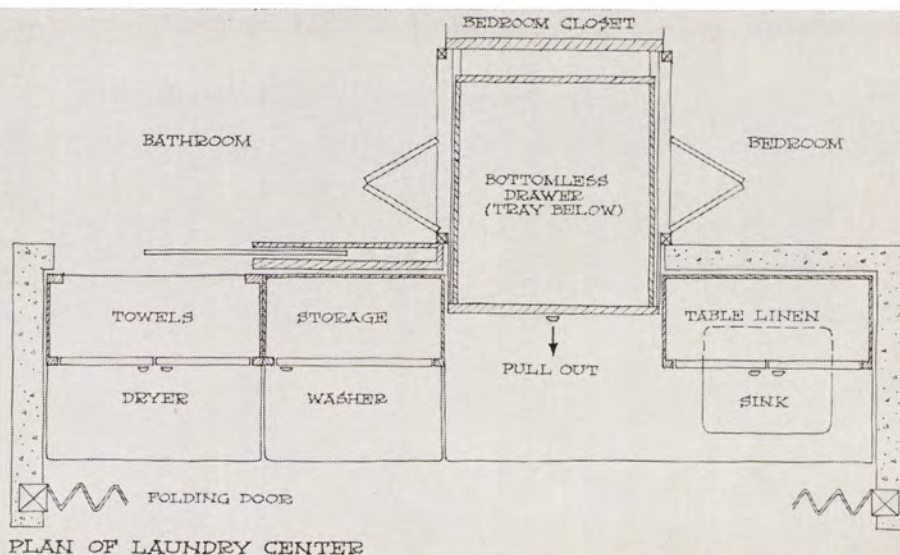 BEDROOM CLOSET
BATHROOM
BEDROOM
BOTTOMLESS
DRAWER
(TRAY BELOW)
TOWELS
STORAGE
TABLE LINEN
PULL OUT
DRYER
WASHER
SINK
FOLDING DOOR
PLAN OF LAUNDRY CENTER